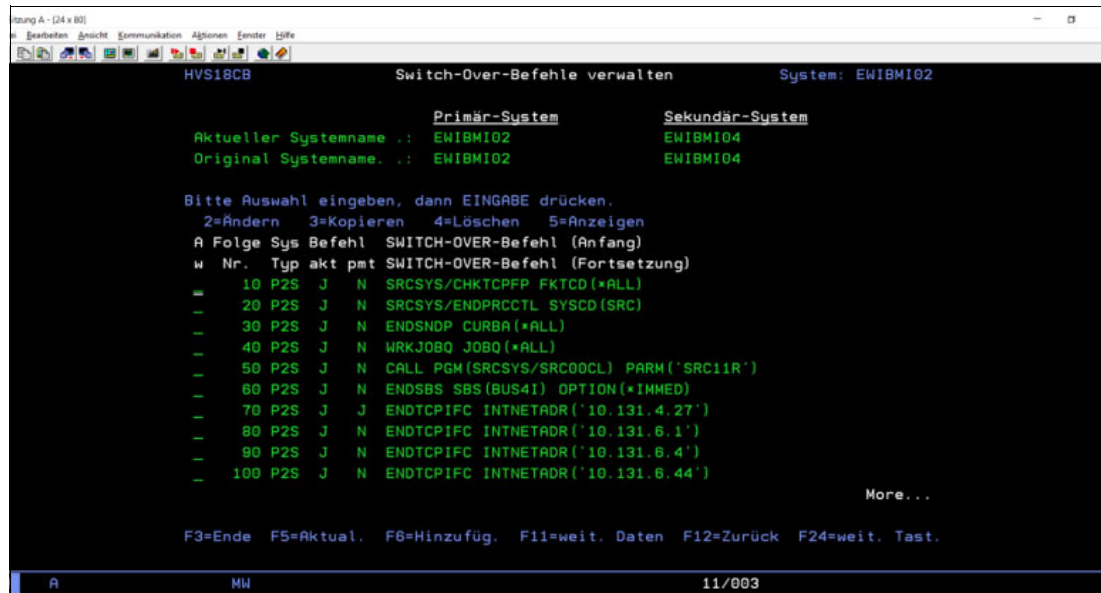 itzung A - [24 x 80]
ei Bearbeiten Ansicht Kommunikation Aktionen Fenster Hilfe
HVS18CB Switch-Over-Befehle verwalten System: EWIBMI02
Primär-System Sekundär-System
Aktueller Systemname .: EWIBMI02 EWIBMI04
Original Systemname. .: EWIBMI02 EWIBMI04
Bitte Auswahl eingeben, dann EINGABE drücken.
2=Ändern 3=Kopieren 4=Löschen 5=Anzeigen
A Folge Sys Befehl SWITCH-OVER-Befehl (Anfang)
w Nr. Typ akt pmt SWITCH-OVER-Befehl (Fortsetzung)
_ 10 P2S J N SRCSYS/CHKTCPFP FKTCD(*ALL)
_ 20 P2S J N SRCSYS/ENDPRCCTL SYSCD(SRC)
_ 30 P2S J N ENDSNDP CURBA(*ALL)
_ 40 P2S J N WRKJOBQ JOBQ(*ALL)
_ 50 P2S J N CALL PGM(SRCSYS/SRC00CL) PARM('SRC11R')
_ 60 P2S J N ENDSBS SBS(BUS4I) OPTION(*IMMED)
_ 70 P2S J J ENDTCPIFC INTNETADR('10.131.4.27')
_ 80 P2S J N ENDTCPIFC INTNETADR('10.131.6.1')
_ 90 P2S J N ENDTCPIFC INTNETADR('10.131.6.4')
_ 100 P2S J N ENDTCPIFC INTNETADR('10.131.6.44')
More...
F3=Ende F5=Aktual. F6=Hinzufüg. F11=weit. Daten F12=Zurück F24=weit. Tast.
A MW 11/003